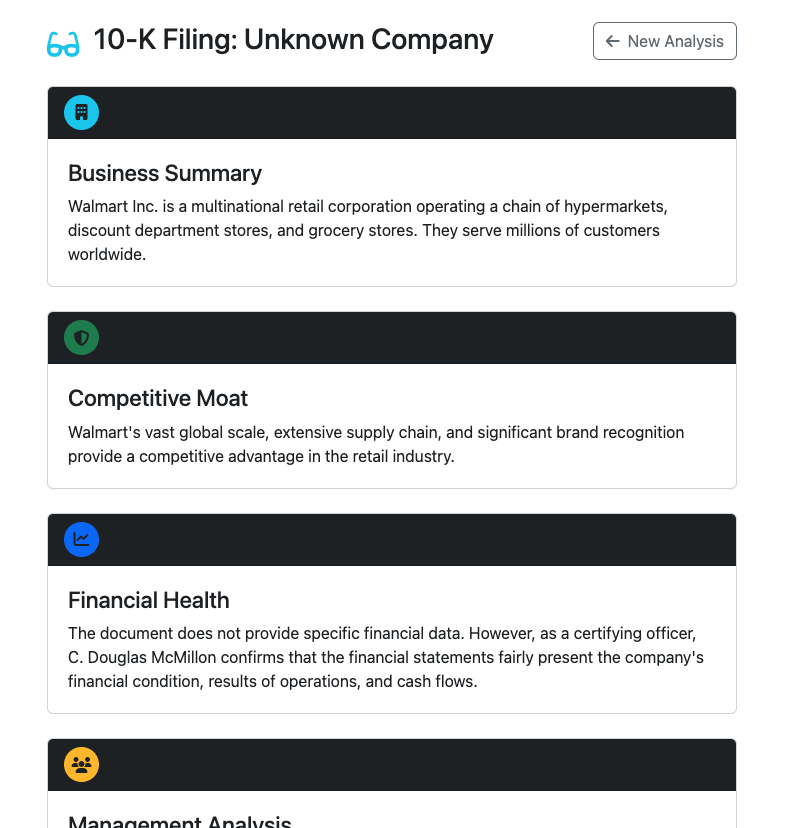 10-K Filing: Unknown Company
← New Analysis
Business Summary
Walmart Inc. is a multinational retail corporation operating a chain of hypermarkets,
discount department stores, and grocery stores. They serve millions of customers
worldwide.
Competitive Moat
Walmart's vast global scale, extensive supply chain, and significant brand recognition
provide a competitive advantage in the retail industry.
Financial Health
The document does not provide specific financial data. However, as a certifying officer,
C. Douglas McMillon confirms that the financial statements fairly present the company's
financial condition, results of operations, and cash flows.
Management Analysis